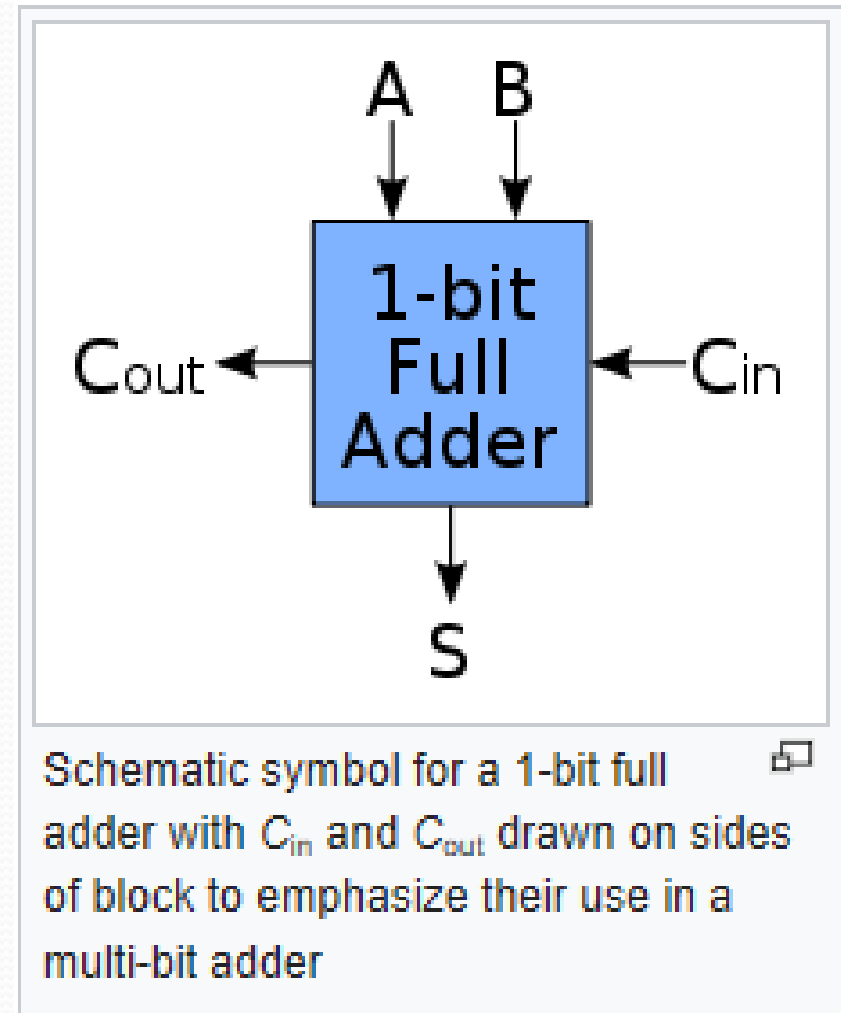 A B
1-bit
Full
Adder
Cout
Cin
S
Schematic symbol for a 1-bit full
adder with Cin and Cout drawn on sides
of block to emphasize their use in a
multi-bit adder